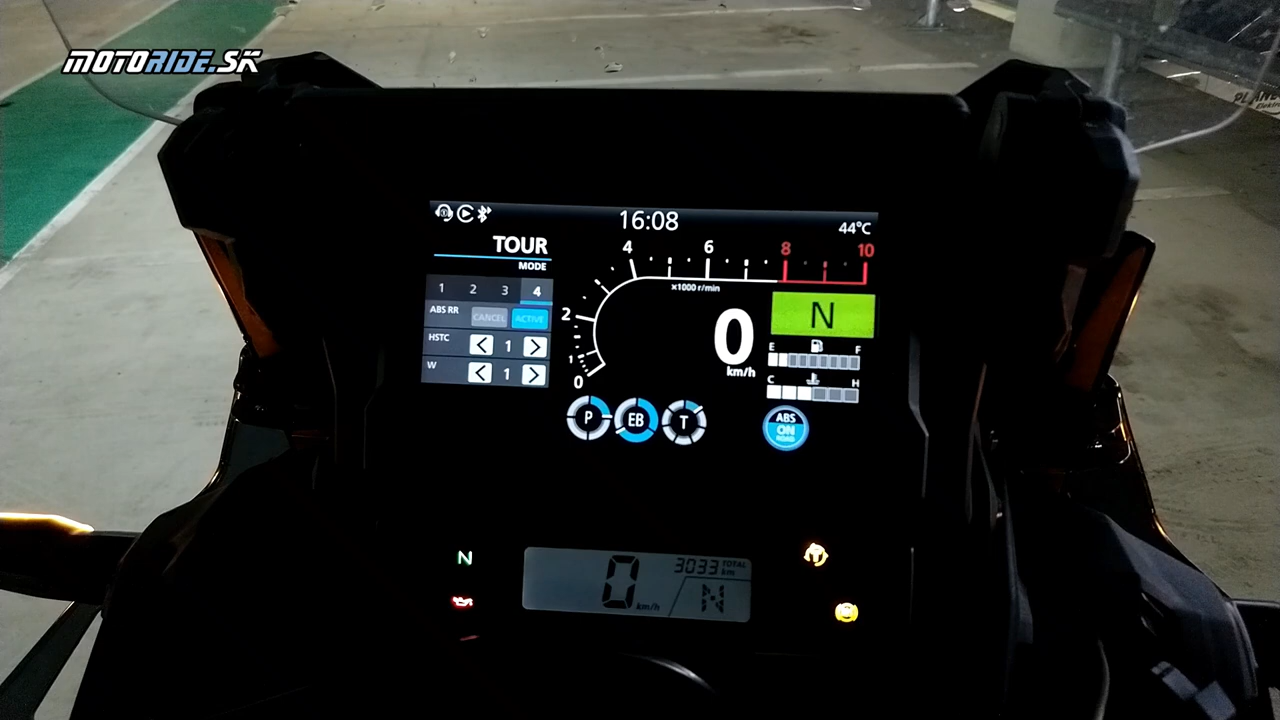 MOTORIDE.SK
16:08
44°C
TOUR
MODE
1 2 3 4
ABS RR CANCEL ACTIVE
HSTC < 1 >
W < 1 >
0 1 2 4 6 8 10
x1000 r/min
0
km/h
N
E F
C H
P EB T
ABS
ON
ROAD
N
0 km/h
3033 TOTAL km
N
T